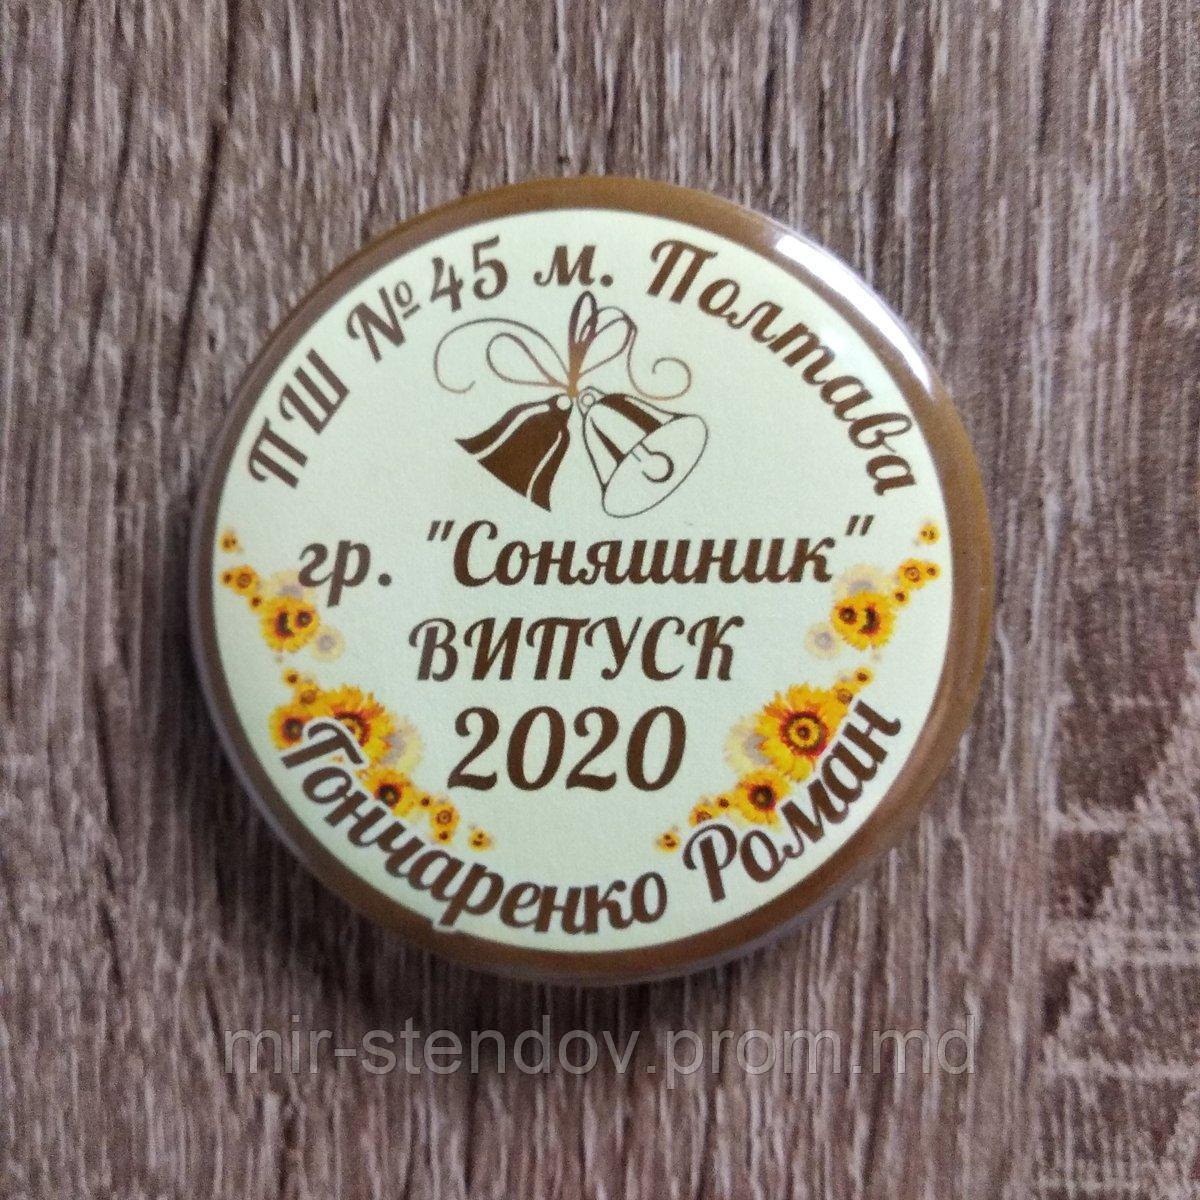 ПШ №45 м. Полтава
гр. "Соняшник"
ВИПУСК
2020
Гончаренко Роман
mir-stendov.prom.md